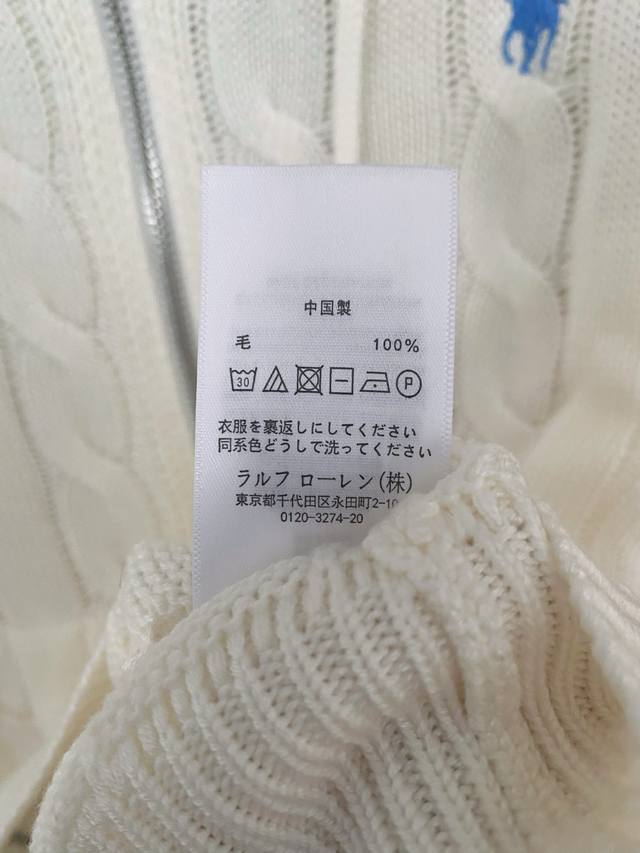 中国製
毛 100%
30
P
衣服を裏返しにしてください
同系色どうしで洗ってください
ラルフ ローレン(株)
東京都千代田区永田町
0120-3274-20